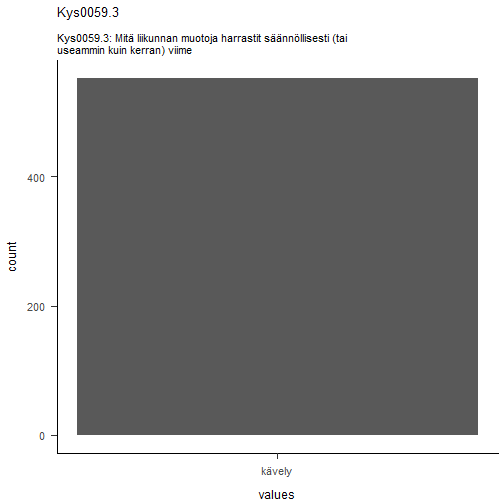 Kys0059.3
Kys0059.3: Mitä liikunnan muotoja harrastit säännöllisesti (tai
useammin kuin kerran) viime
400
200
0
count
kävely
values